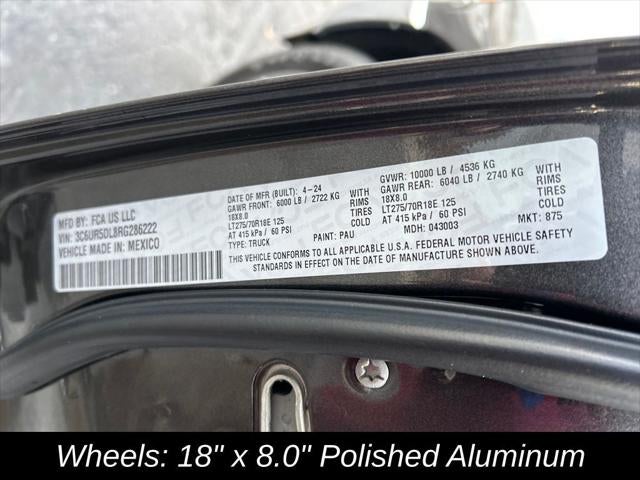 MFD BY: FCA US LLC
VIN: 3C6UR5DL8RG286222
VEHICLE MADE IN: MEXICO
DATE OF MFR (BUILT): 4-24
GAWR FRONT: 6000 LB / 2722 KG
18X8.0 WITH
LT275/70R18E 125 TIRES
AT 415 kPa / 60 PSI COLD
TYPE: TRUCK
GVWR: 10000 LB / 4536 KG
GAWR REAR: 6040 LB / 2740 KG
18X8.0 WITH
LT275/70R18E 125 TIRES
AT 415 kPa / 60 PSI COLD
PAINT: PAU MDH: 043003 MKT: 875
THIS VEHICLE CONFORMS TO ALL APPLICABLE U.S.A. FEDERAL MOTOR VEHICLE SAFETY
STANDARDS IN EFFECT ON THE DATE OF MANUFACTURE SHOWN ABOVE.
Wheels: 18" x 8.0" Polished Aluminum